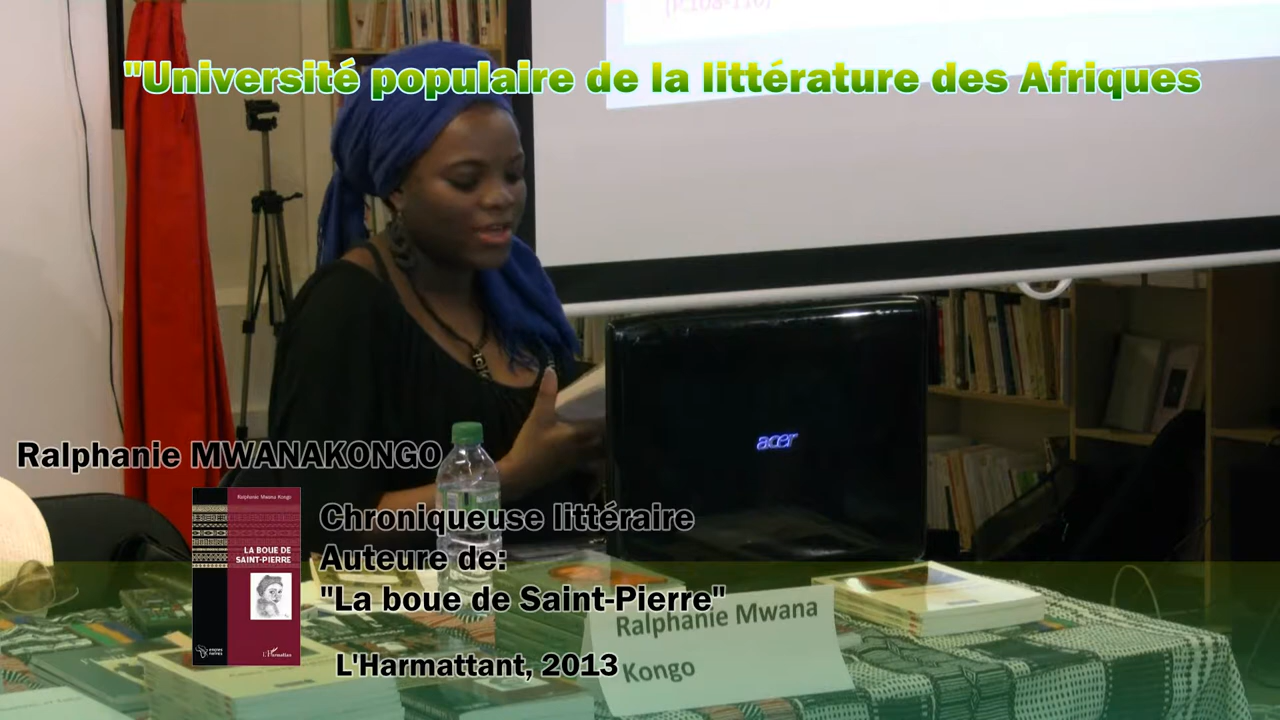 "Université populaire de la littérature des Afriques
acer
Ralphanie MWANAKONGO
Ralphanie Mwana Kongo
LA BOUE DE
SAINT-PIERRE
L'Harmattan
Chroniqueuse littéraire
Auteure de:
"La boue de Saint-Pierre"
L'Harmattant, 2013
Ralphanie Mwana
Kongo